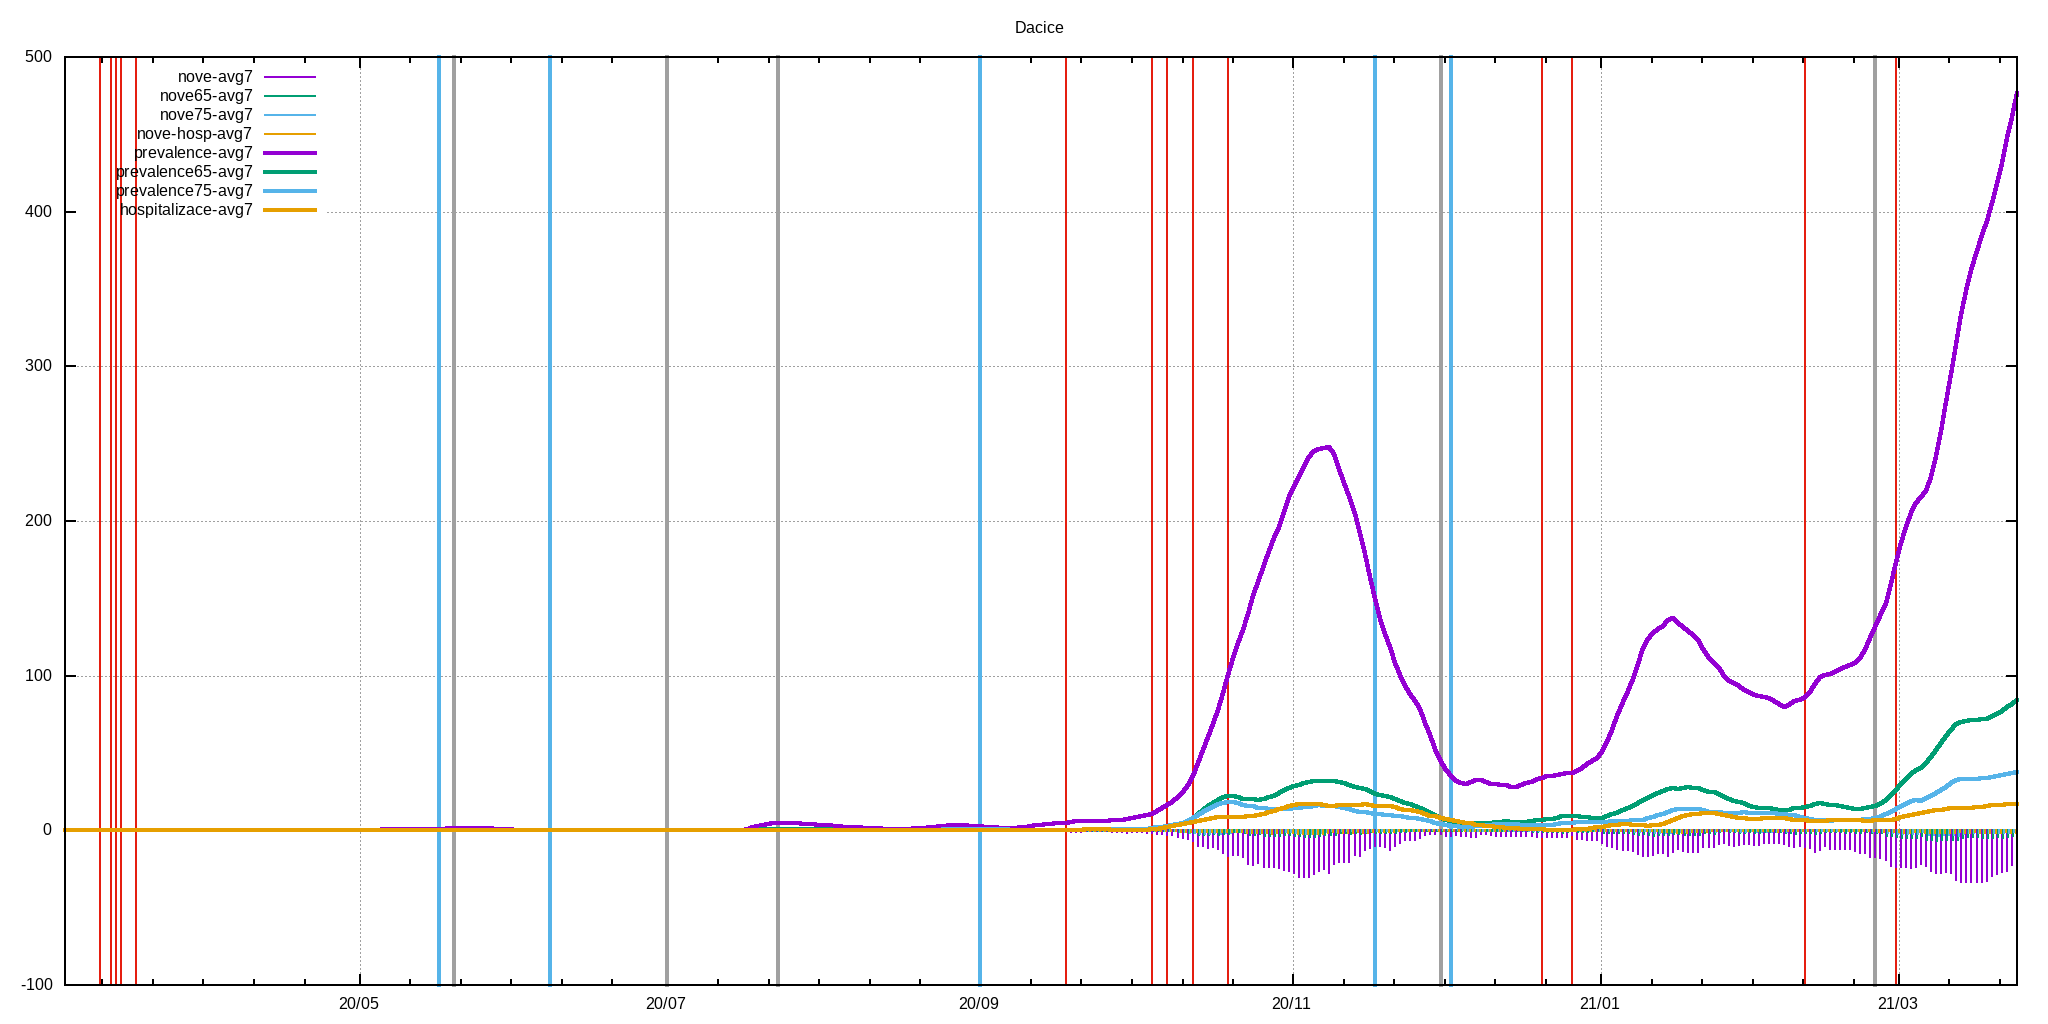 Dacice
500
nove-avg7
nove65-avg7
nove75-avg7
nove-hosp-avg7
prevalence-avg7
prevalence65-avg7
prevalence75-avg7
hospitalizace-avg7
400
300
200
100
0
-100
20/05 20/07 20/09 20/11 21/01 21/03